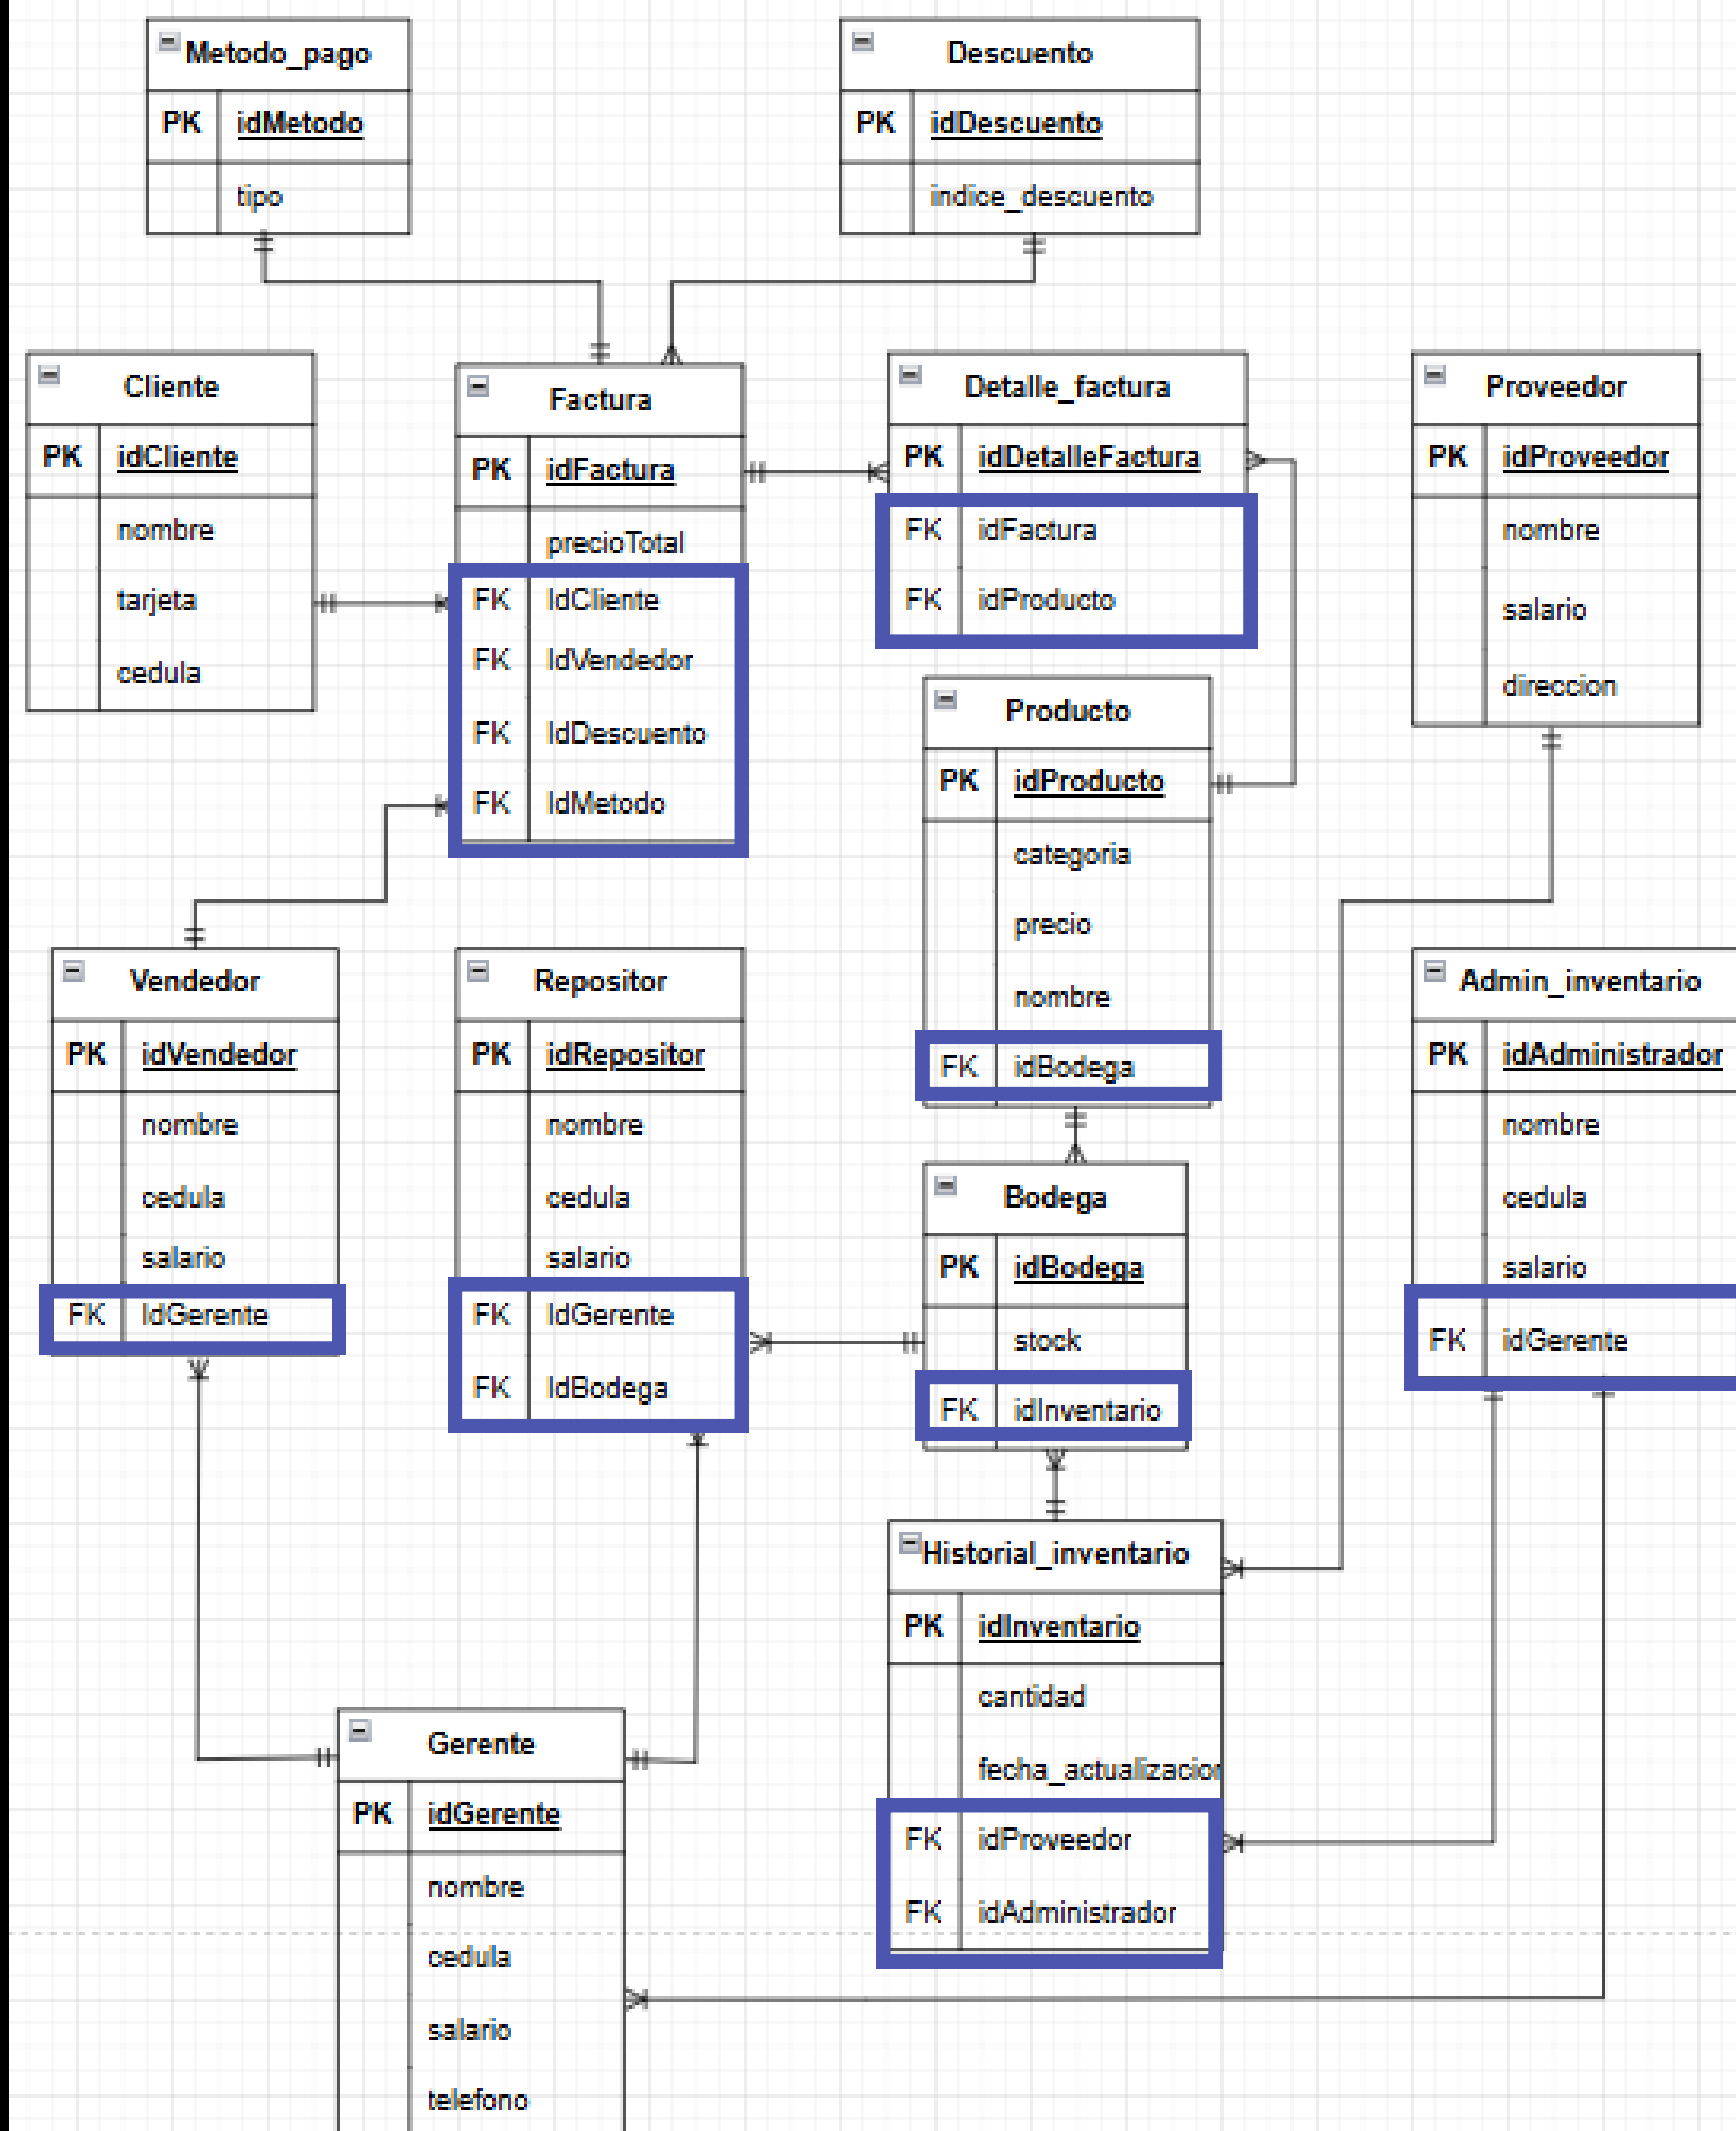 Metodo_pago
PK idMetodo
tipo
Descuento
PK idDescuento
indice_descuento
Cliente
PK idCliente
nombre
tarjeta
cedula
Factura
PK idFactura
precioTotal
FK IdCliente
FK IdVendedor
FK IdDescuento
FK IdMetodo
Detalle_factura
PK idDetalleFactura
FK idFactura
FK idProducto
Proveedor
PK idProveedor
nombre
salario
direccion
Producto
PK idProducto
categoria
precio
nombre
FK idBodega
Vendedor
PK idVendedor
nombre
cedula
salario
FK IdGerente
Repositor
PK idRepositor
nombre
cedula
salario
FK IdGerente
FK IdBodega
Bodega
PK idBodega
stock
FK idInventario
Admin_inventario
PK idAdministrador
nombre
cedula
salario
FK idGerente
Historial_inventario
PK idInventario
cantidad
fecha_actualizacion
FK idProveedor
FK idAdministrador
Gerente
PK idGerente
nombre
cedula
salario
telefono